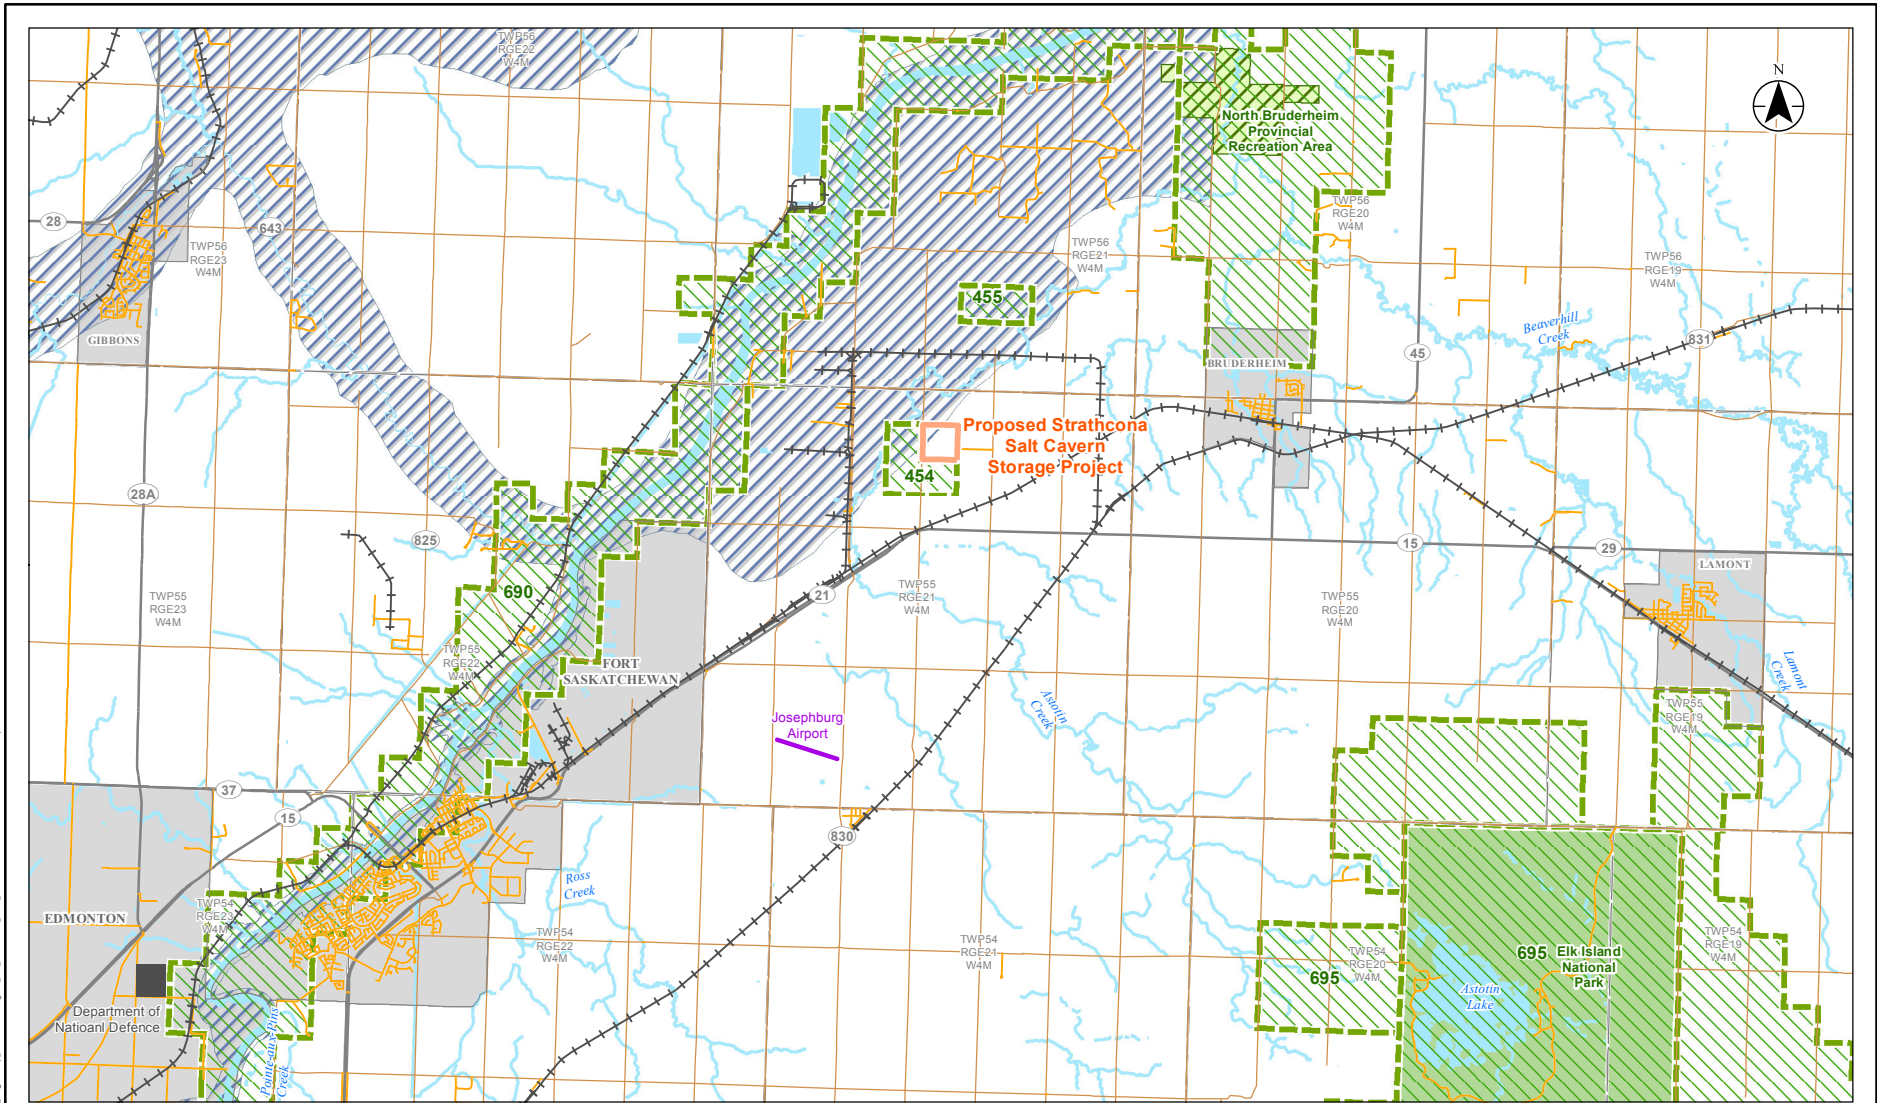 TWP56
RGE22
W4M
N
North Bruderheim
Provincial
Recreation Area
28
643
TWP56
RGE23
W4M
TWP56
RGE21
W4M
TWP56
RGE20
W4M
TWP56
RGE19
W4M
455
GIBBONS
Beaverhill
Creek
831
45
BRUDERHEIM
Proposed Strathcona
Salt Cavern
Storage Project
454
28A
825
15
29
LAMONT
690
21
TWP55
RGE23
W4M
TWP55
RGE21
W4M
TWP55
RGE20
W4M
TWP55
RGE22
W4M
FORT
SASKATCHEWAN
Lamont
Creek
Astotin
Creek
TWP55
RGE19
W4M
Josephburg
Airport
37
15
830
Ross
Creek
EDMONTON
TWP54
RGE23
W4M
TWP54
RGE22
W4M
TWP54
RGE21
W4M
TWP54
RGE20
W4M
695
695
Elk Island
National
Park
TWP54
RGE19
W4M
Astotin
Lake
Department of
Natioanl Defence
Pointe-aux-Pins
Creek